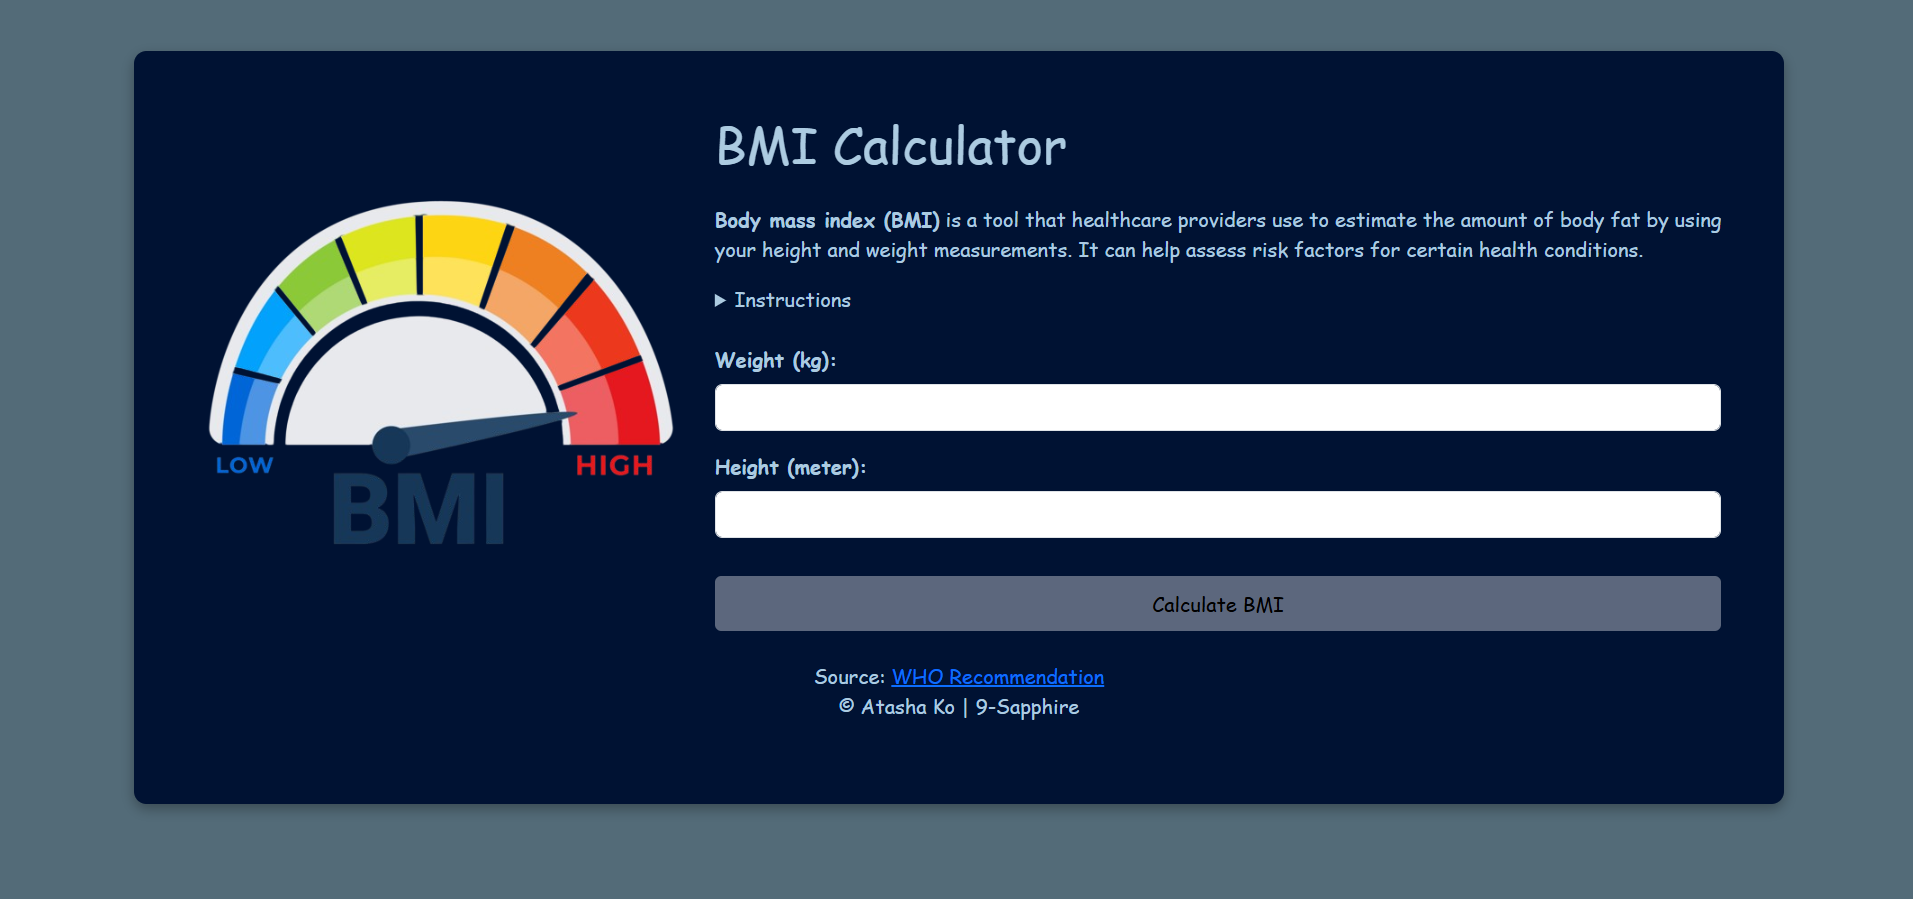 BMI Calculator
Body mass index (BMI) is a tool that healthcare providers use to estimate the amount of body fat by using
your height and weight measurements. It can help assess risk factors for certain health conditions.
Instructions
Weight (kg):
Height (meter):
Calculate BMI
Source: WHO Recommendation
© Atasha Ko | 9-Sapphire
LOW
HIGH
BMI